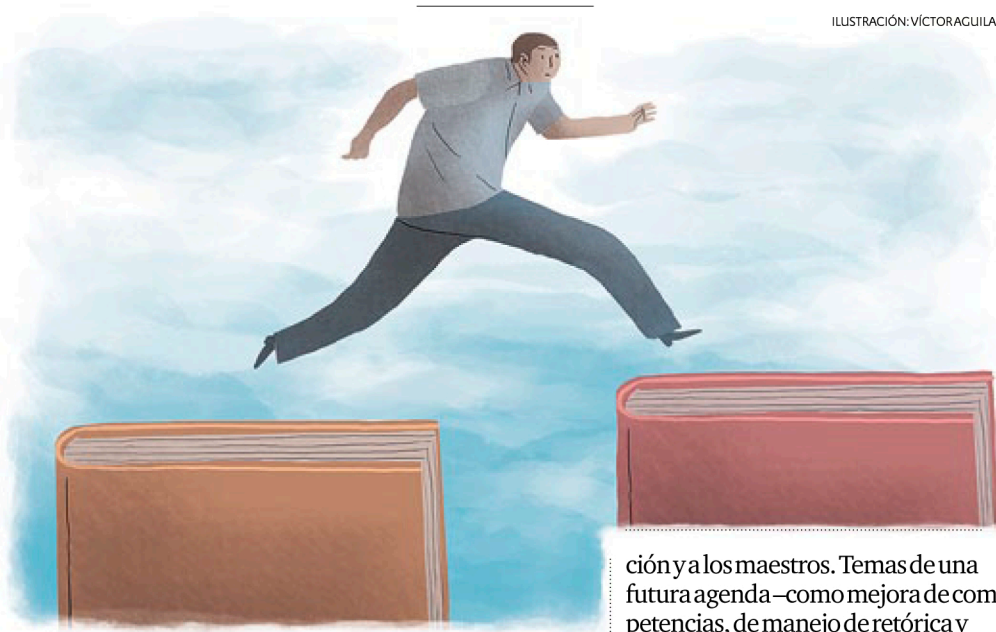 ILUSTRACIÓN: VÍCTOR AGUILA
ción y a los maestros. Temas de una
futura agenda –como mejora de com
petencias, de manejo de retórica y